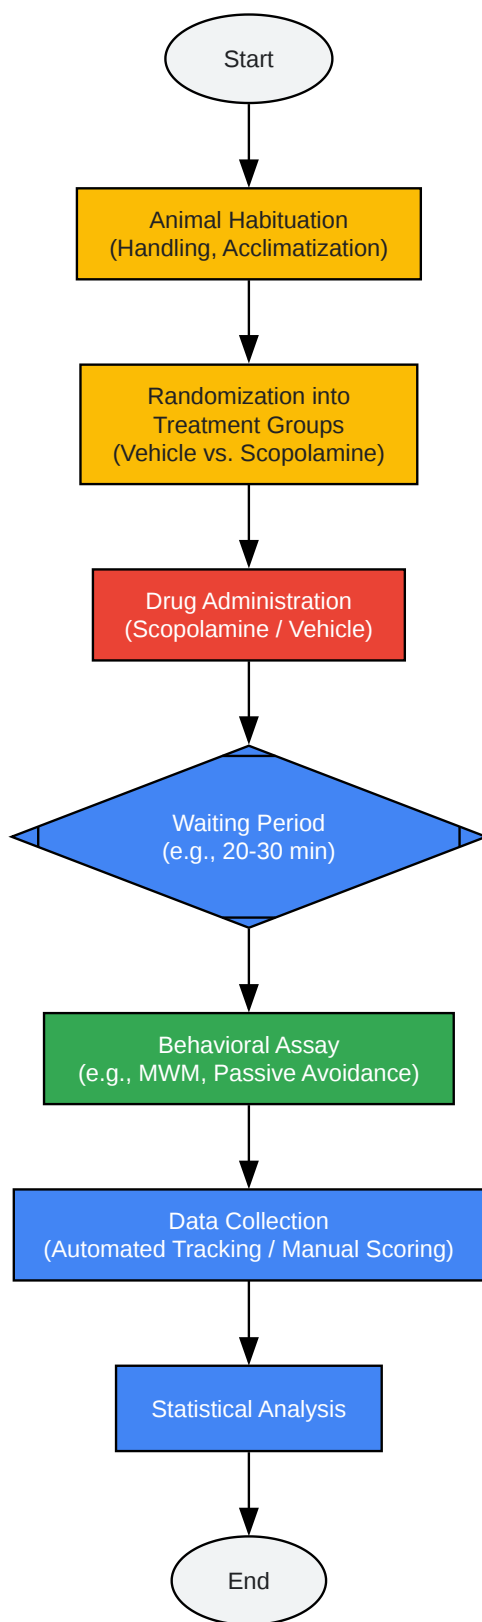 Start
Animal Habituation
(Handling, Acclimatization)
Randomization into
Treatment Groups
(Vehicle vs. Scopolamine)
Drug Administration
(Scopolamine / Vehicle)
Waiting Period
(e.g., 20-30 min)
Behavioral Assay
(e.g., MWM, Passive Avoidance)
Data Collection
(Automated Tracking / Manual Scoring)
Statistical Analysis
End